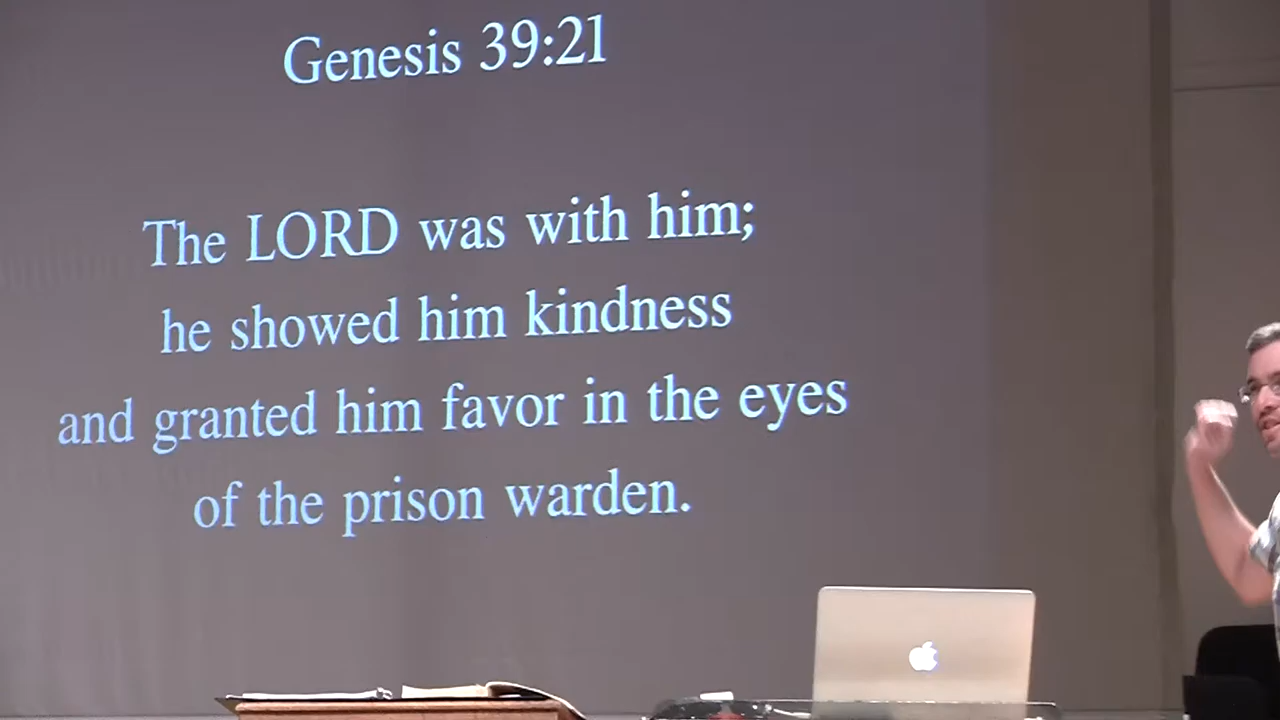 Genesis 39:21
The LORD was with him;
he showed him kindness
and granted him favor in the eyes
of the prison warden.